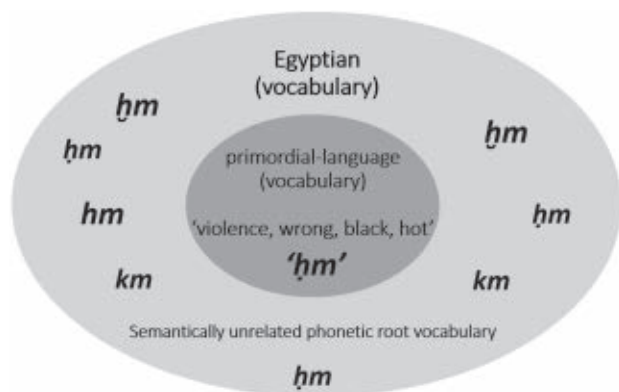 Egyptian
(vocabulary)
ḫm
ḫm
ḥm
primordial-language
(vocabulary)
hm
ḥm
‘violence, wrong, black, hot’
‘ḥm’
km
km
Semantically unrelated phonetic root vocabulary
ḥm